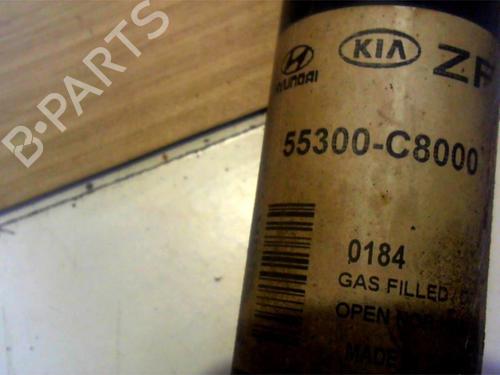 B-PARTS
HYUNDAI
KIA
ZF
55300-C8000
0184
GAS FILLED
OPEN
MADE